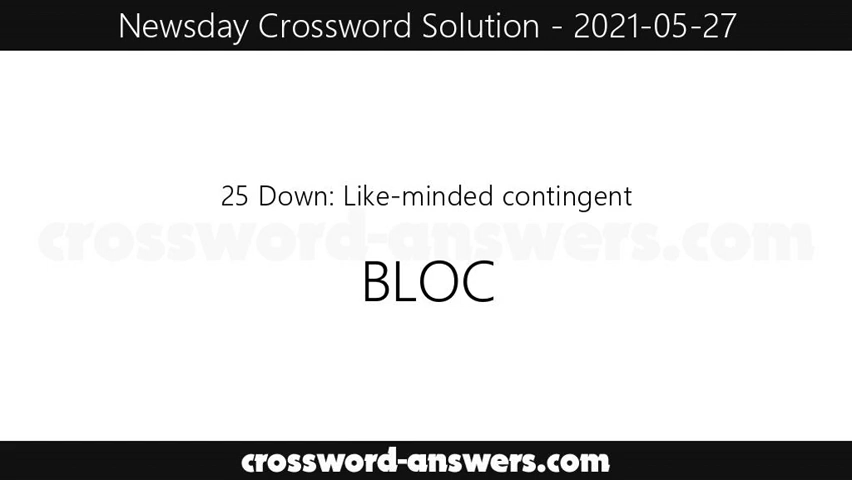 Newsday Crossword Solution - 2021-05-27
25 Down: Like-minded contingent
crossword-answers.com
BLOC
crossword-answers.com